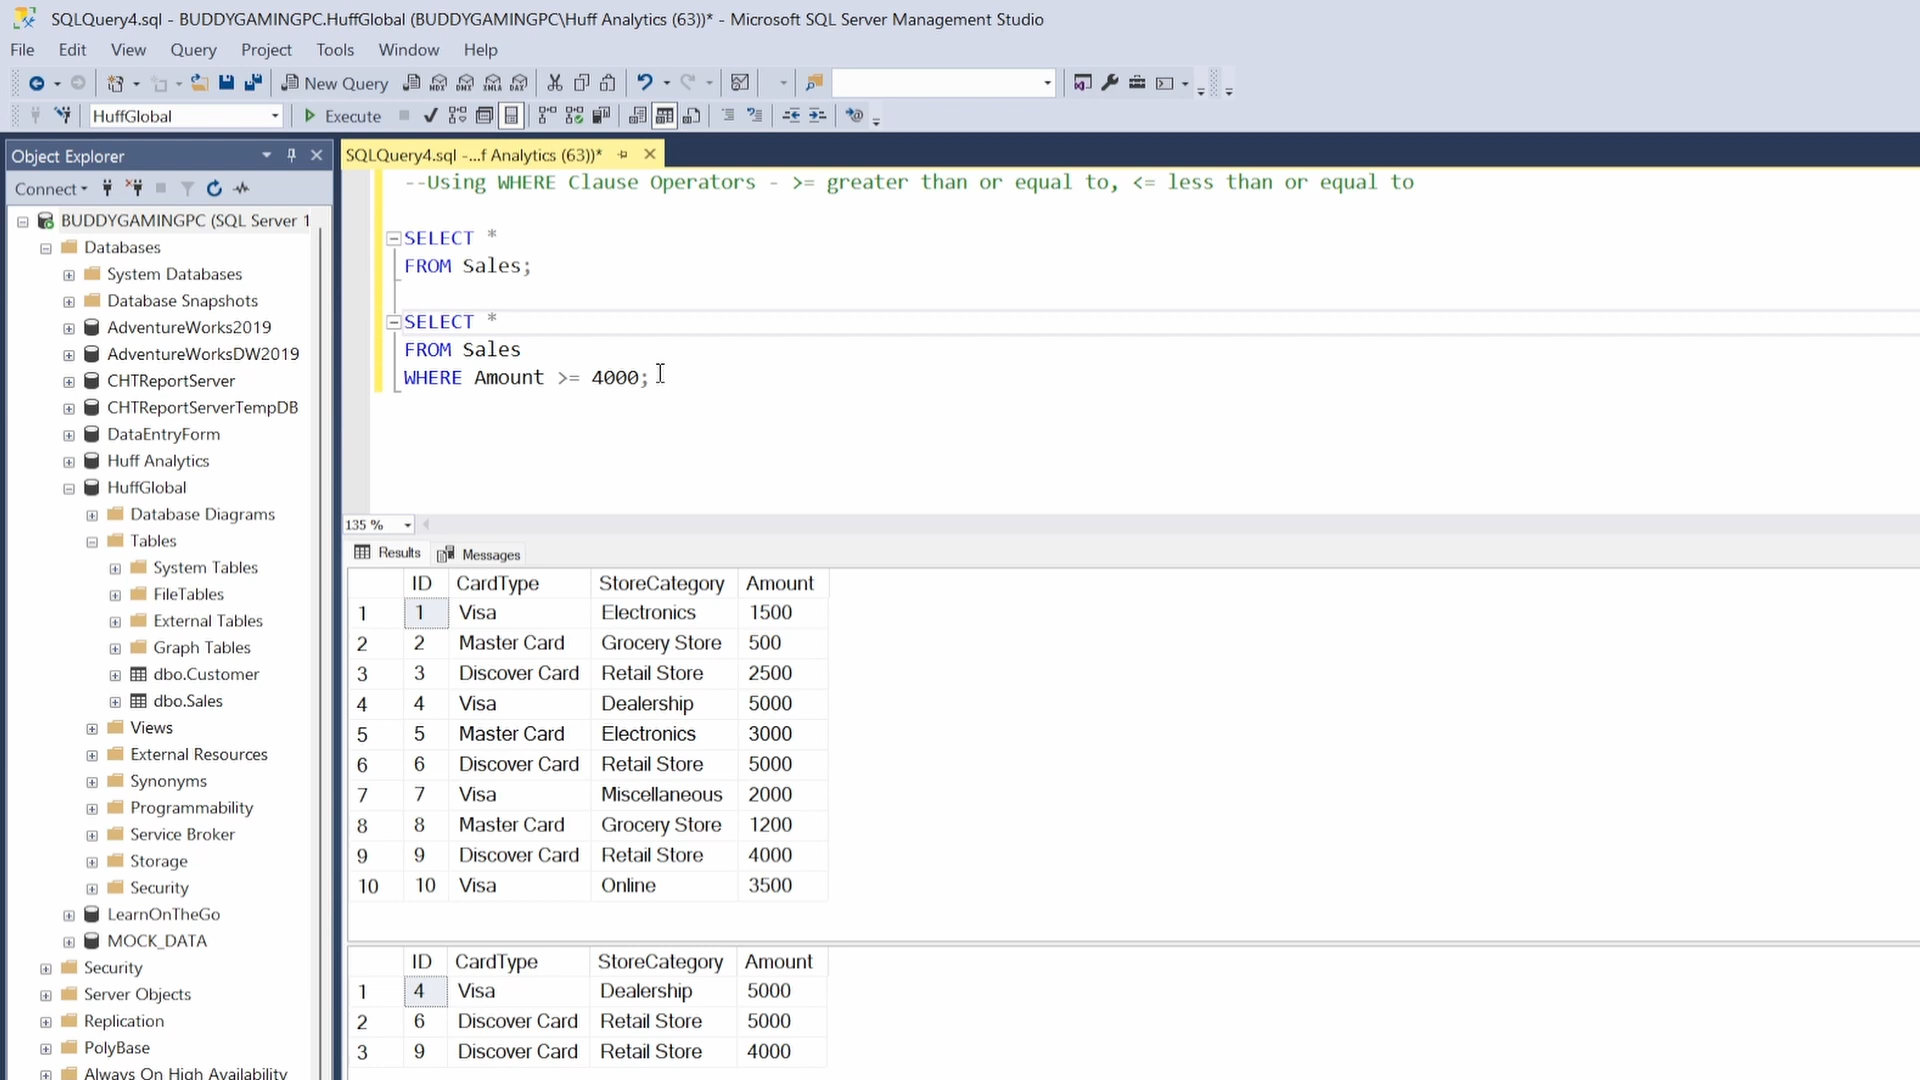 SQLQuery4.sql - BUDDYGAMINGPC.HuffGlobal (BUDDYGAMINGPC\Huff Analytics (63))* - Microsoft SQL Server Management Studio
File Edit View Query Project Tools Window Help
New Query MDX DMX XMLA DAX
HuffGlobal Execute
Object Explorer
Connect
BUDDYGAMINGPC (SQL Server 1
Databases
System Databases
Database Snapshots
AdventureWorks2019
AdventureWorksDW2019
CHTReportServer
CHTReportServerTempDB
DataEntryForm
Huff Analytics
HuffGlobal
Database Diagrams
Tables
System Tables
FileTables
External Tables
Graph Tables
dbo.Customer
dbo.Sales
Views
External Resources
Synonyms
Programmability
Service Broker
Storage
Security
LearnOnTheGo
MOCK_DATA
Security
Server Objects
Replication
PolyBase
Always On High Availability
SQLQuery4.sql -...f Analytics (63))*
--Using WHERE Clause Operators - >= greater than or equal to, <= less than or equal to
SELECT *
FROM Sales;
SELECT *
FROM Sales
WHERE Amount >= 4000;
135 %
Results Messages
ID CardType StoreCategory Amount
1 1 Visa Electronics 1500
2 2 Master Card Grocery Store 500
3 3 Discover Card Retail Store 2500
4 4 Visa Dealership 5000
5 5 Master Card Electronics 3000
6 6 Discover Card Retail Store 5000
7 7 Visa Miscellaneous 2000
8 8 Master Card Grocery Store 1200
9 9 Discover Card Retail Store 4000
10 10 Visa Online 3500
ID CardType StoreCategory Amount
1 4 Visa Dealership 5000
2 6 Discover Card Retail Store 5000
3 9 Discover Card Retail Store 4000